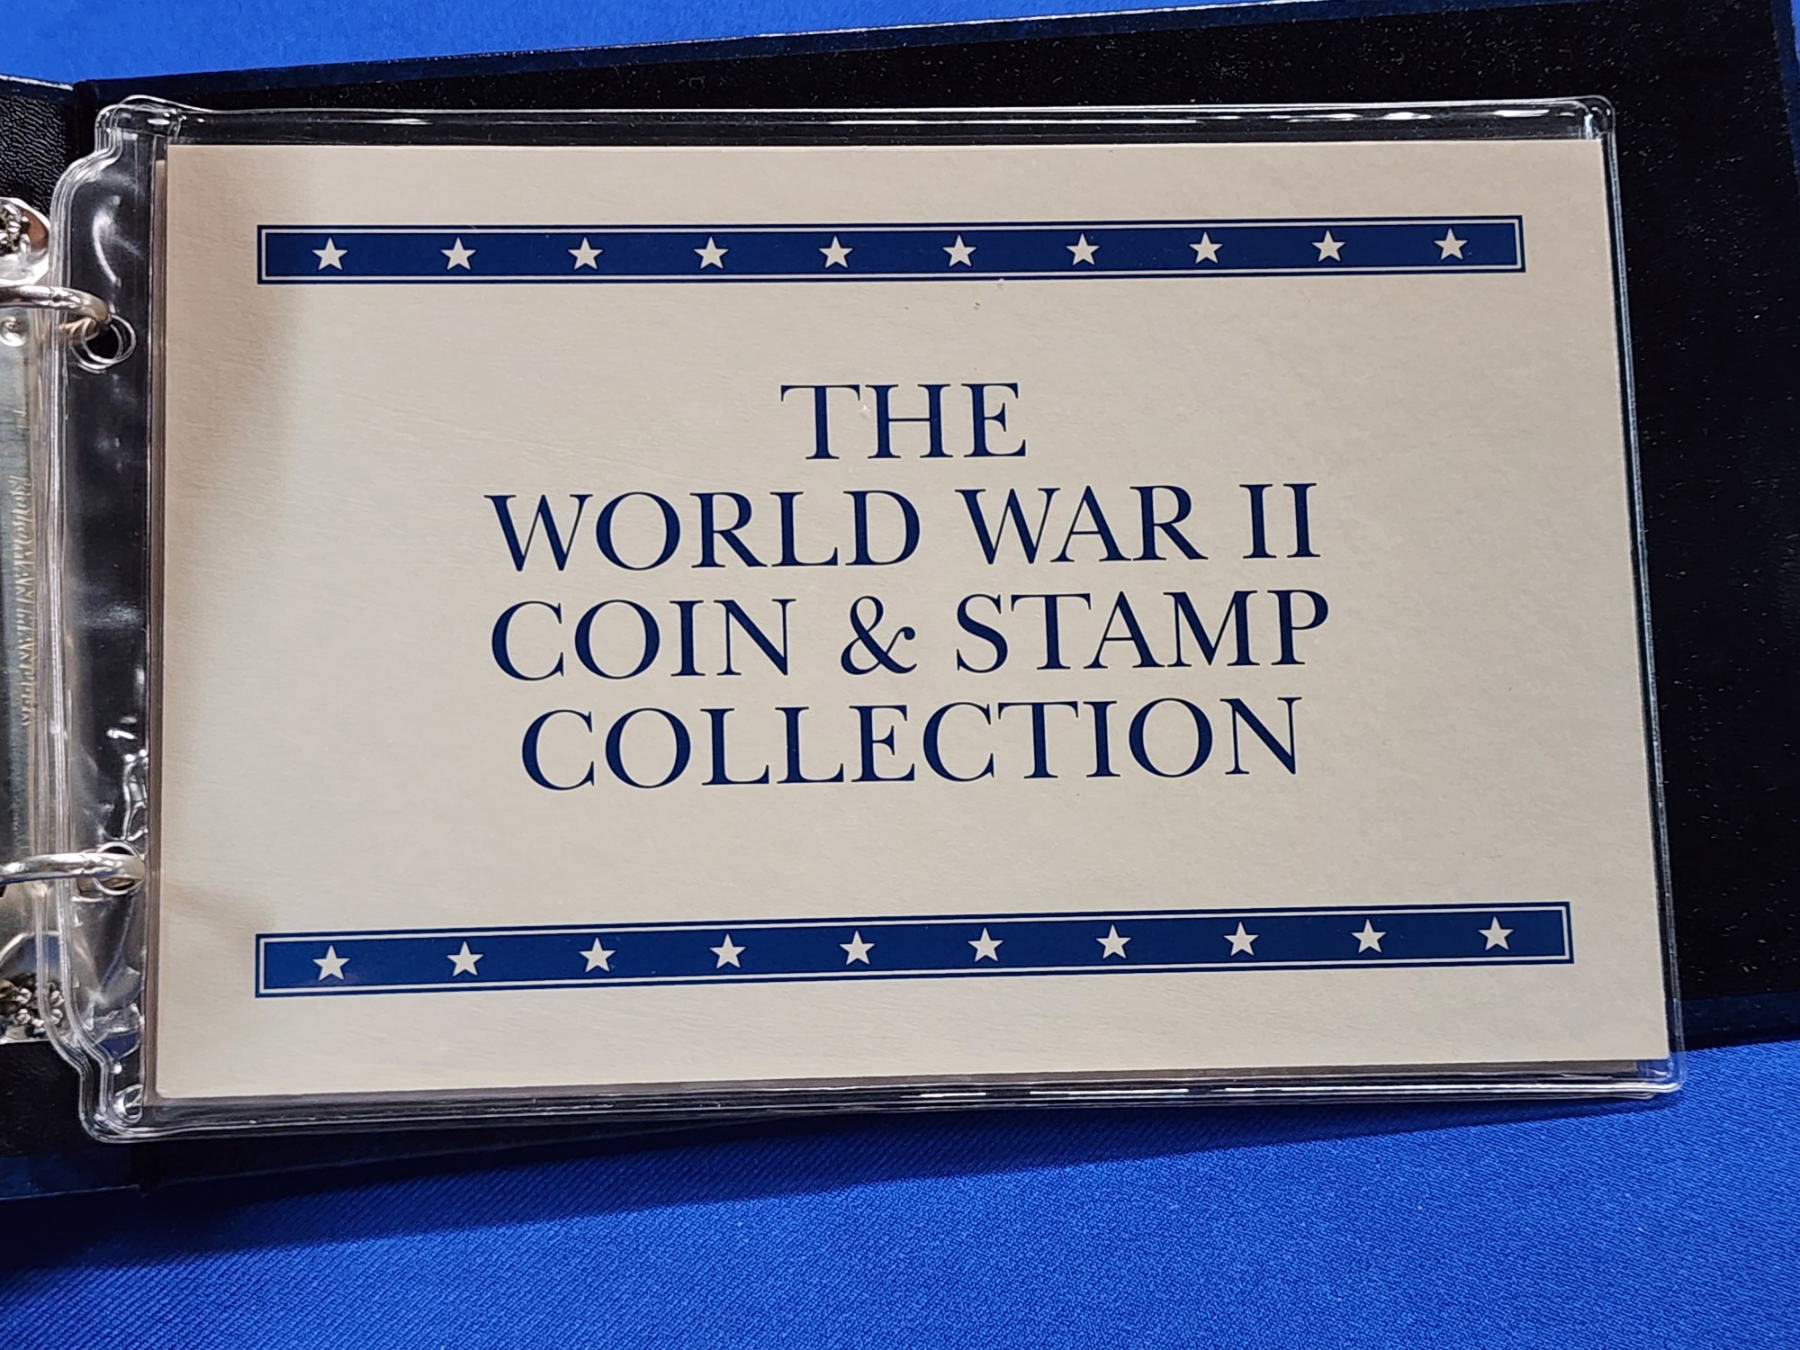 THE
WORLD WAR II
COIN & STAMP
COLLECTION